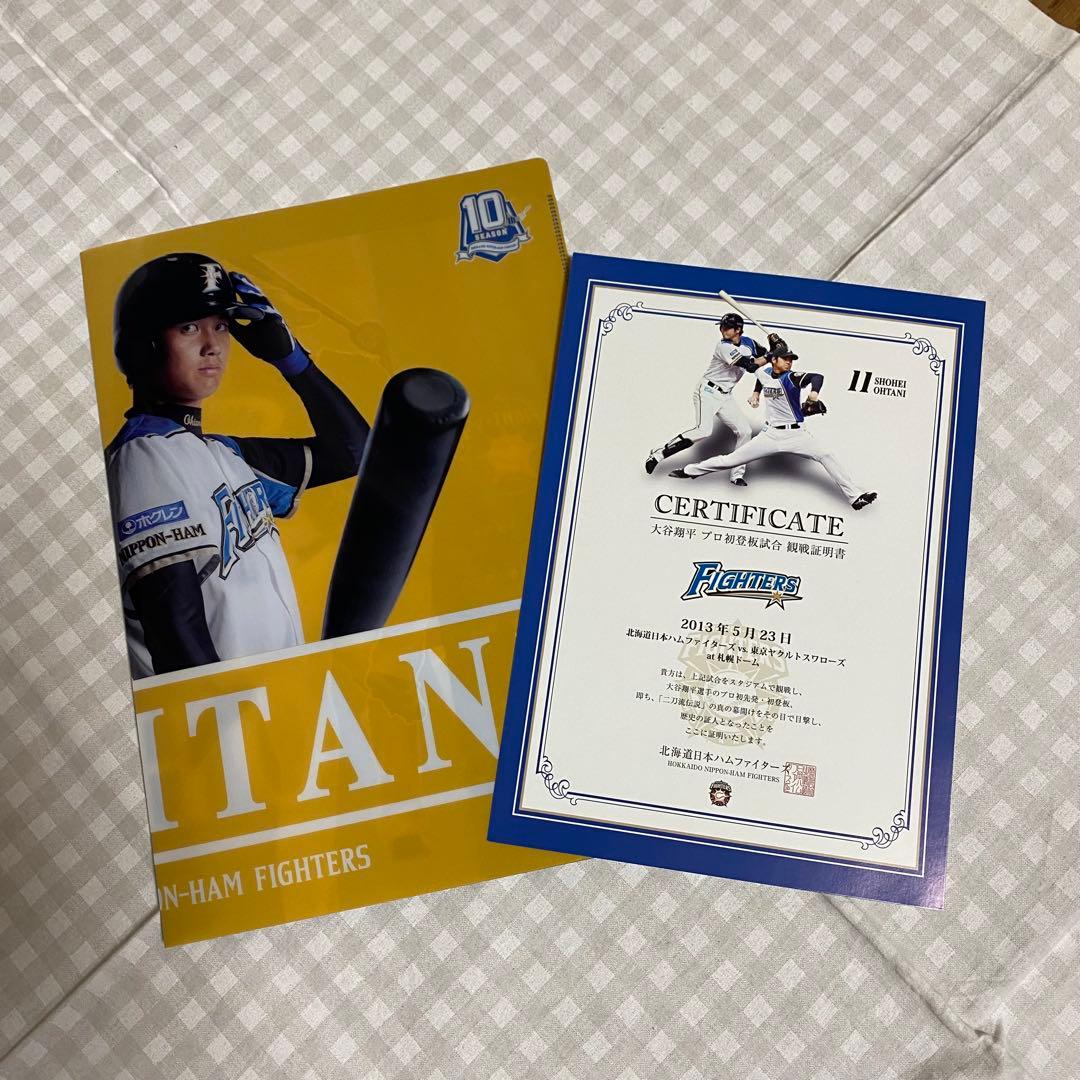 10
SEASON
F
ホクレン
NIPPON-HAM
FIGH
ITAN
ON-HAM FIGHTERS
11 SHOHEI
OHTANI
CERTIFICATE
大谷翔平 プロ初登板試合 観戦証明書
FIGHTERS
2013年5月23日
北海道日本ハムファイターズ vs. 東京ヤクルトスワローズ
at 札幌ドーム
貴方は、上記試合をスタジアムで観戦し、
大谷翔平選手のプロ初先発・初登板、
即ち、「二刀流伝説」の真の幕開けをその目で目撃し、
歴史の証人となったことを
ここに証明いたします。
北海道日本ハムファイターズ
HOKKAIDO NIPPON-HAM FIGHTERS